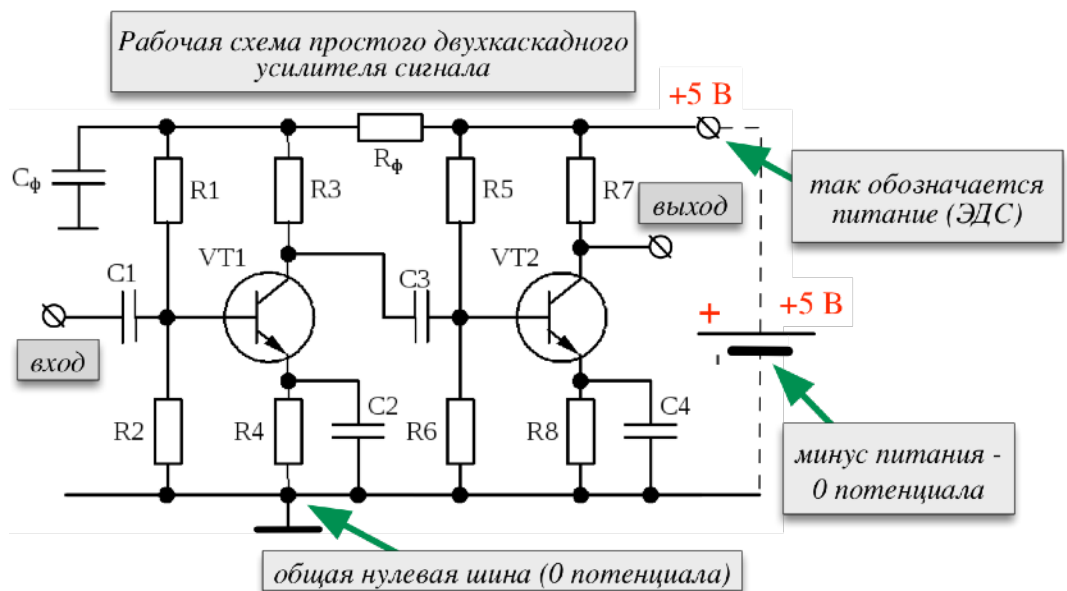 Рабочая схема простого двухкаскадного
усилителя сигнала
+5 В
Cф
R1
R3
Rф
R5
R7
выход
так обозначается
питание (ЭДС)
C1
VT1
C3
VT2
вход
+
+5 В
R2
R4
C2
R6
R8
C4
минус питания -
0 потенциала
общая нулевая шина (0 потенциала)